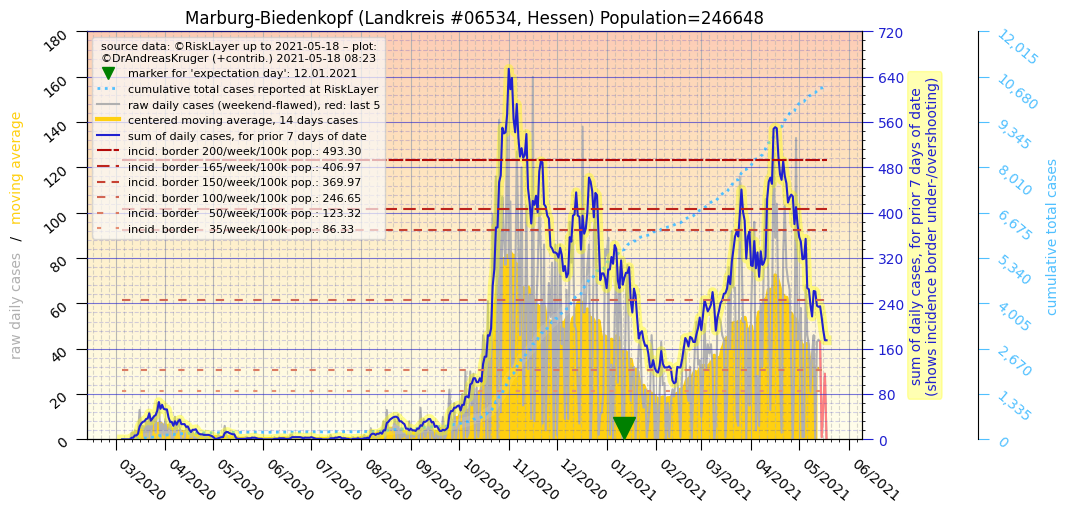 Marburg-Biedenkopf (Landkreis #06534, Hessen) Population=246648
source data: ©RiskLayer up to 2021-05-18 – plot:
©DrAndreasKruger (+contrib.) 2021-05-18 08:23
marker for 'expectation day': 12.01.2021
cumulative total cases reported at RiskLayer
raw daily cases (weekend-flawed), red: last 5
centered moving average, 14 days cases
sum of daily cases, for prior 7 days of date
incid. border 200/week/100k pop.: 493.30
incid. border 165/week/100k pop.: 406.97
incid. border 150/week/100k pop.: 369.97
incid. border 100/week/100k pop.: 246.65
incid. border 50/week/100k pop.: 123.32
incid. border 35/week/100k pop.: 86.33
raw daily cases / moving average
180
160
140
120
100
80
60
40
20
0
03/2020
04/2020
05/2020
06/2020
07/2020
08/2020
09/2020
10/2020
11/2020
12/2020
01/2021
02/2021
03/2021
04/2021
05/2021
06/2021
720
640
560
480
400
320
240
160
80
0
sum of daily cases, for prior 7 days of date
(shows incidence border under-/overshooting)
12,015
10,680
9,345
8,010
6,675
5,340
4,005
2,670
1,335
0
cumulative total cases